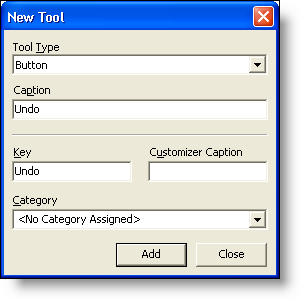 New Tool
Tool Type
Button
Caption
Undo
Key
Customizer Caption
Undo
Category
<No Category Assigned>
Add
Close